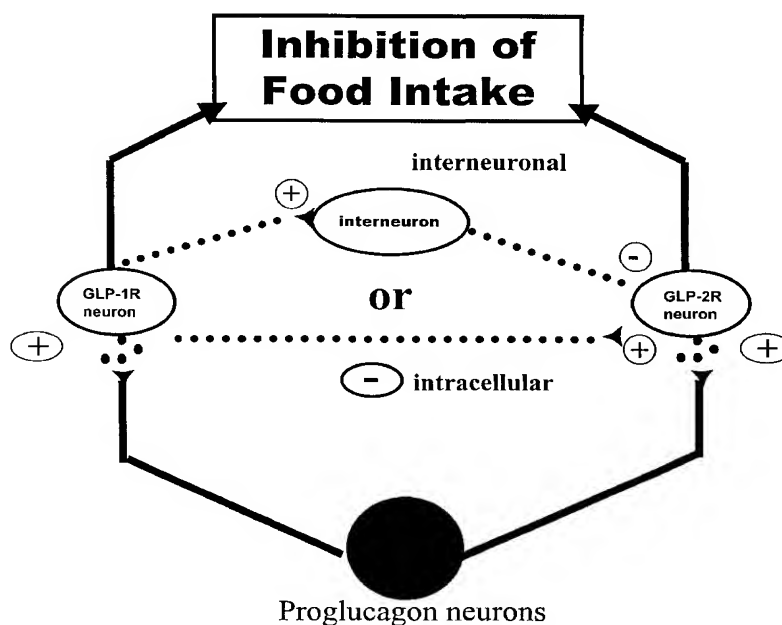 Inhibition of
Food Intake
interneuronal
+
interneuron
-
GLP-1R
neuron
or
GLP-2R
neuron
+
+
+
- intracellular
Proglucagon neurons